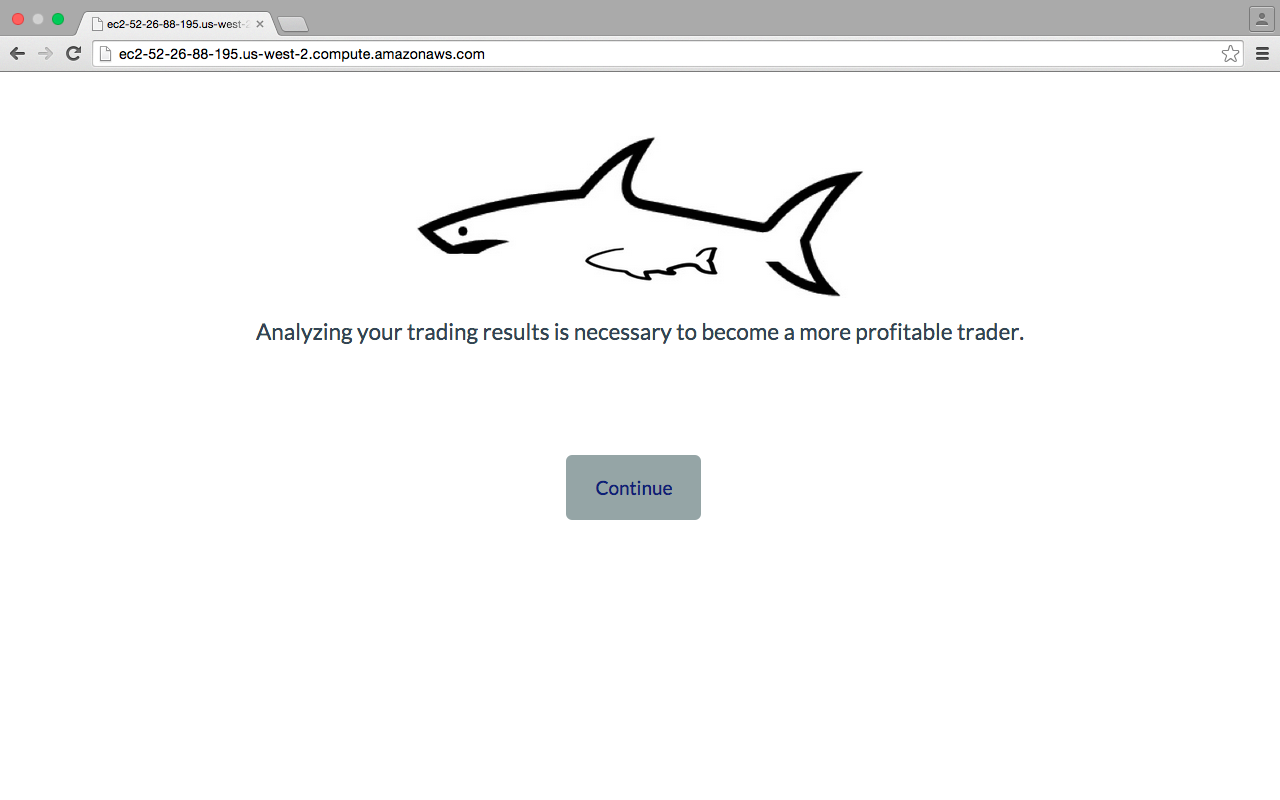 ec2-52-26-88-195.us-west-2
ec2-52-26-88-195.us-west-2.compute.amazonaws.com
Analyzing your trading results is necessary to become a more profitable trader.
Continue